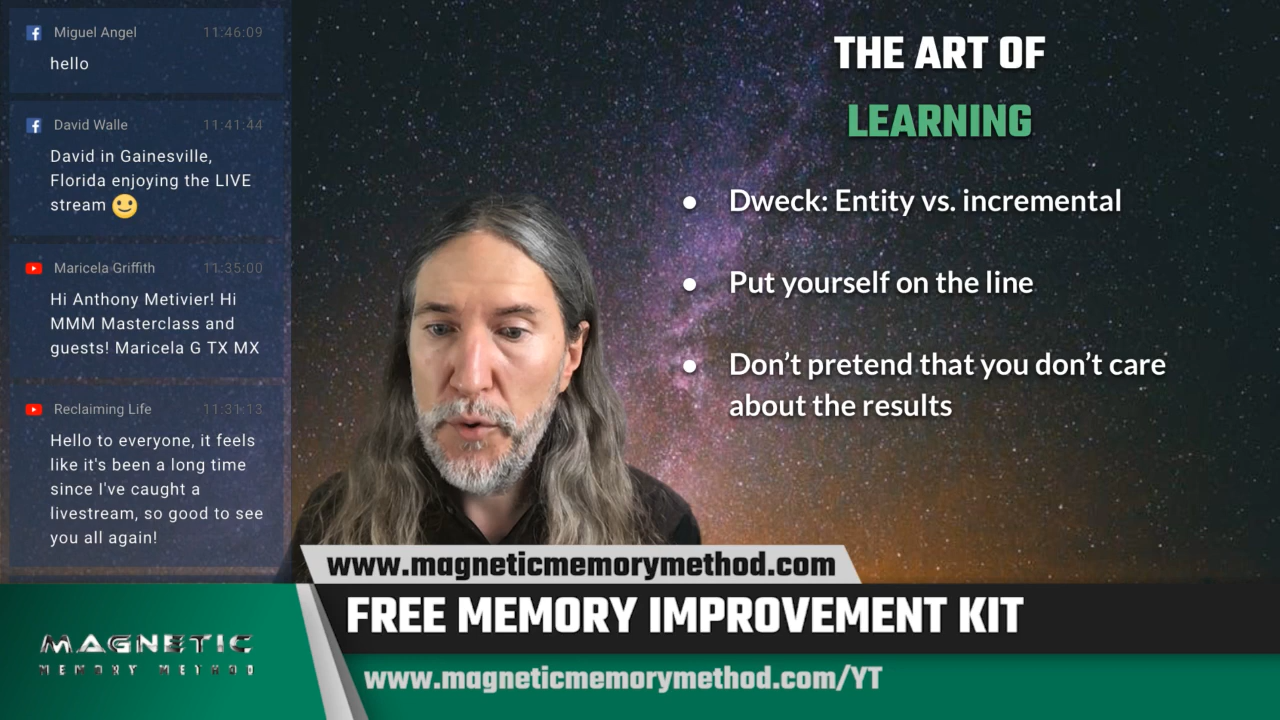 Miguel Angel 11:46:09
hello
David Walle 11:41:44
David in Gainesville,
Florida enjoying the LIVE
stream 🙂
Maricela Griffith 11:35:00
Hi Anthony Metivier! Hi
MMM Masterclass and
guests! Maricela G TX MX
Reclaiming Life 11:31:13
Hello to everyone, it feels
like it's been a long time
since I've caught a
livestream, so good to see
you all again!
THE ART OF
LEARNING
● Dweck: Entity vs. incremental
● Put yourself on the line
● Don't pretend that you don't care
about the results
www.magneticmemorymethod.com
FREE MEMORY IMPROVEMENT KIT
www.magneticmemorymethod.com/YT
MAGNETIC
MEMORY METHOD